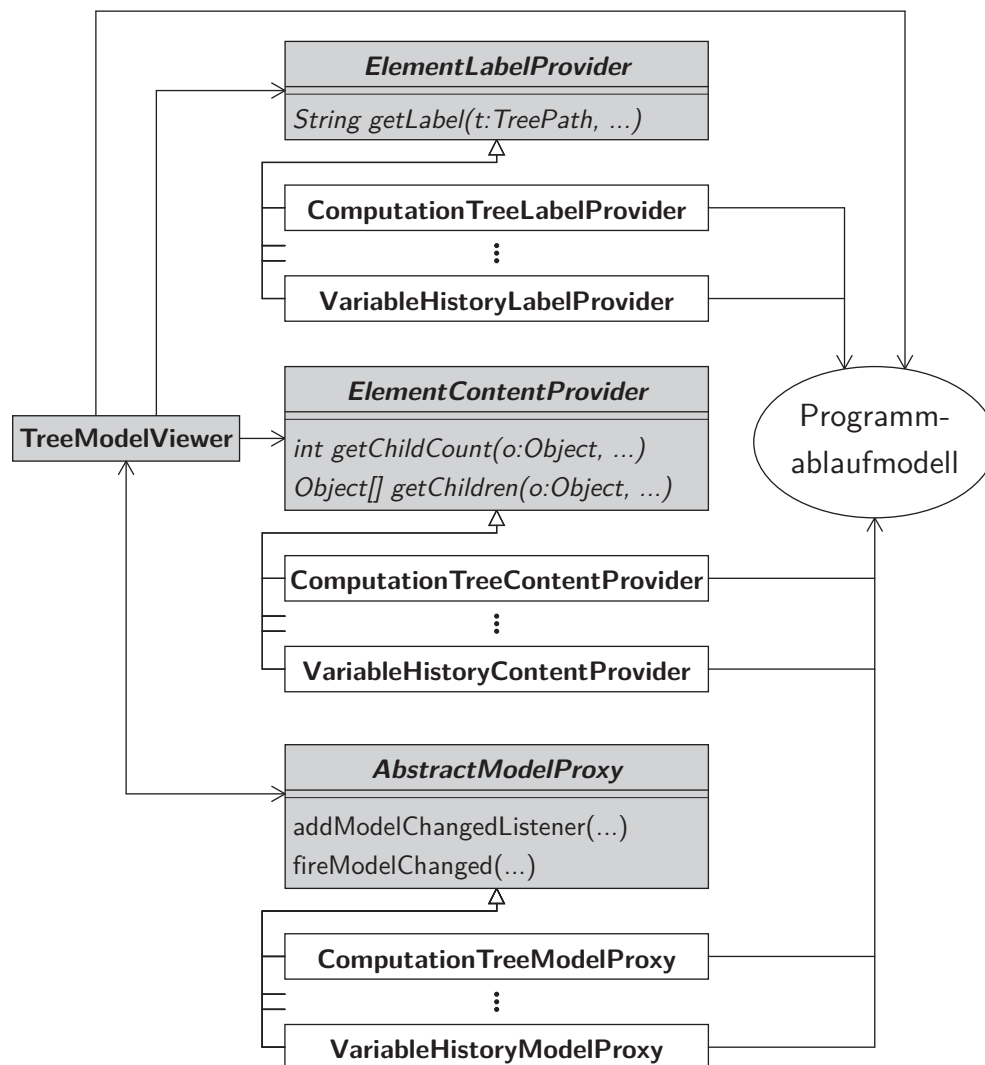 ElementLabelProvider
String getLabel(t:TreePath, ...)
ComputationTreeLabelProvider
VariableHistoryLabelProvider
ElementContentProvider
int getChildCount(o:Object, ...)
Object[] getChildren(o:Object, ...)
TreeModelViewer
Programm-
ablaufmodell
ComputationTreeContentProvider
VariableHistoryContentProvider
AbstractModelProxy
addModelChangedListener(...)
fireModelChanged(...)
ComputationTreeModelProxy
VariableHistoryModelProxy